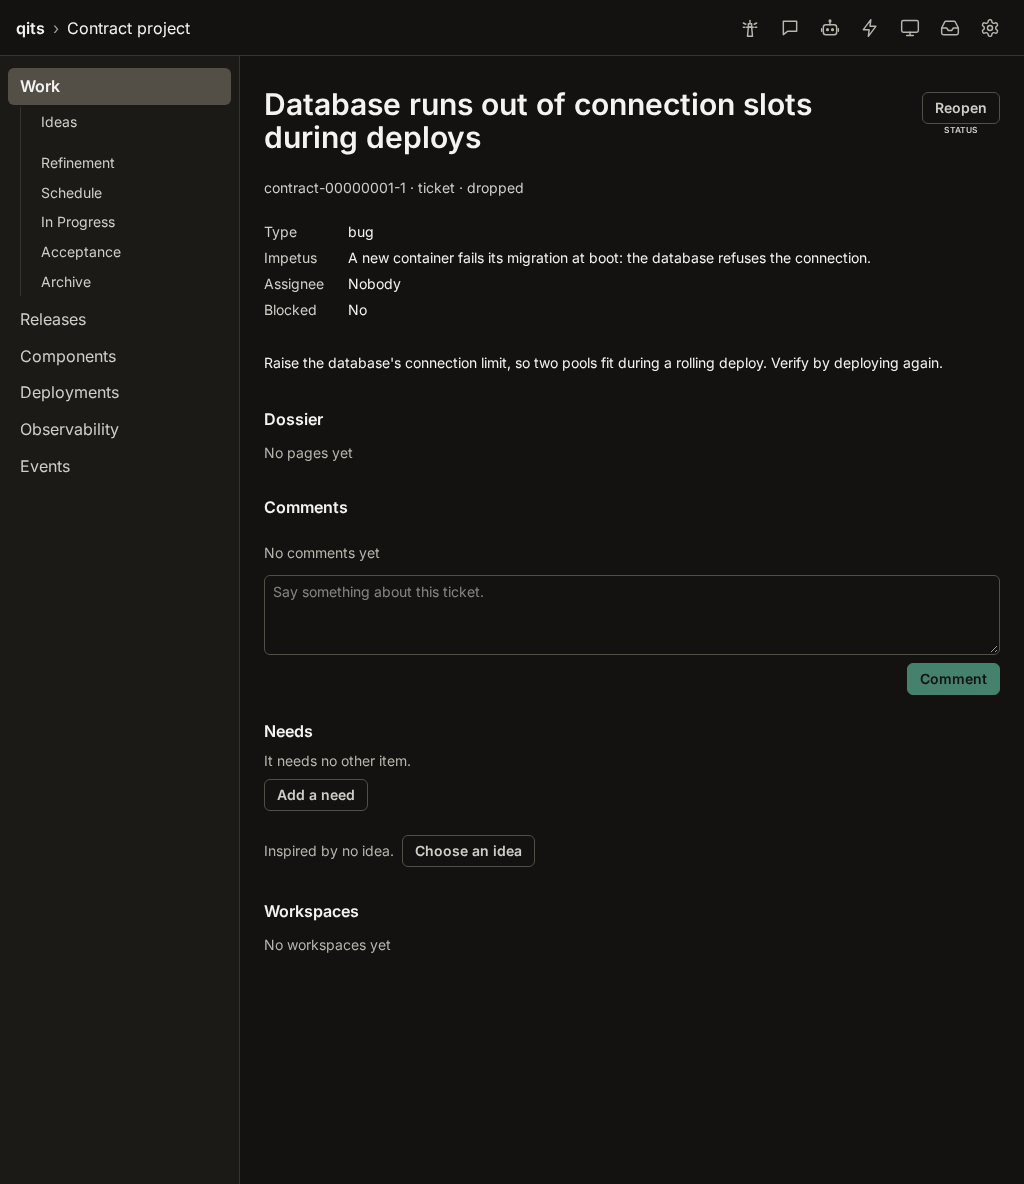 qits › Contract project
Work
Ideas
Refinement
Schedule
In Progress
Acceptance
Archive
Releases
Components
Deployments
Observability
Events
Database runs out of connection slots
during deploys
Reopen
STATUS
contract-00000001-1 · ticket · dropped
Type bug
Impetus A new container fails its migration at boot: the database refuses the connection.
Assignee Nobody
Blocked No
Raise the database's connection limit, so two pools fit during a rolling deploy. Verify by deploying again.
Dossier
No pages yet
Comments
No comments yet
Say something about this ticket.
Comment
Needs
It needs no other item.
Add a need
Inspired by no idea. Choose an idea
Workspaces
No workspaces yet